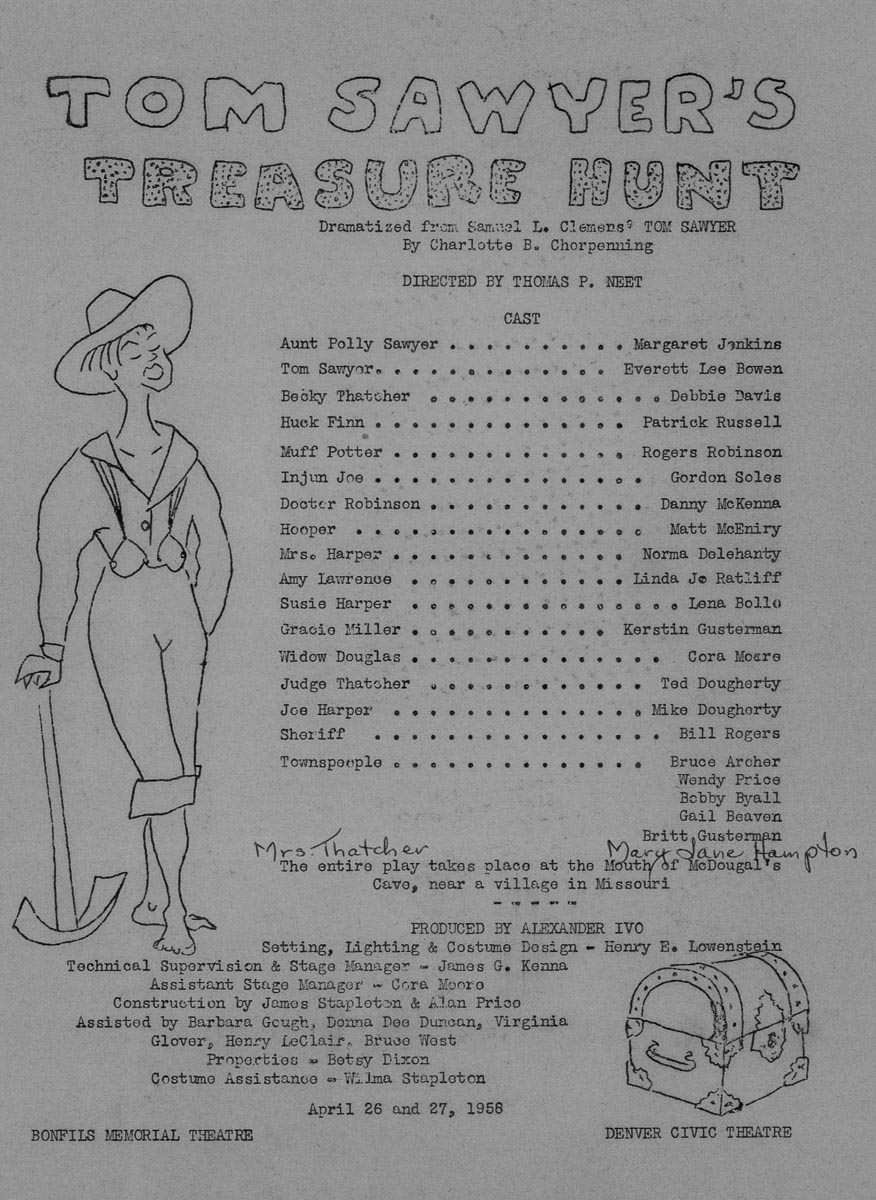 TOM SAWYER'S
TREASURE HUNT
Dramatized from Samuel L. Clemens' TOM SAWYER
By Charlotte B. Chorpenning
DIRECTED BY THOMAS P. NEET
CAST
Aunt Polly Sawyer . . . . . . . . . . Margaret Jenkins
Tom Sawyer. . . . . . . . . . . . . Everett Lee Bowen
Becky Thatcher . . . . . . . . . . . . . Debbie Davis
Huck Finn . . . . . . . . . . . . . . Patrick Russell
Muff Potter . . . . . . . . . . . . . Rogers Robinson
Injun Joe . . . . . . . . . . . . . . . Gordon Soles
Doctor Robinson . . . . . . . . . . . . Danny McKenna
Hooper . . . . . . . . . . . . . . . . Matt McEniry
Mrs. Harper . . . . . . . . . . . . . Norma Delehanty
Amy Lawrence . . . . . . . . . . . . Linda Jo Ratliff
Susie Harper . . . . . . . . . . . . . . . Lena Bollo
Gracie Miller . . . . . . . . . . . Kerstin Gusterman
Widow Douglas . . . . . . . . . . . . . . Cora Moore
Judge Thatcher . . . . . . . . . . . . Ted Dougherty
Joe Harper . . . . . . . . . . . . . . Mike Dougherty
Sheriff . . . . . . . . . . . . . . . . Bill Rogers
Townspeople . . . . . . . . . . . . . . Bruce Archer
Wendy Price
Bobby Byall
Gail Beaven
Britt Gusterman
Mrs. Thatcher Mary Jane Hampton
The entire play takes place at the Mouth of McDougal's
Cave, near a village in Missouri
PRODUCED BY ALEXANDER IVO
Setting, Lighting & Costume Design - Henry E. Lowenstein
Technical Supervision & Stage Manager - James G. Kenna
Assistant Stage Manager - Cora Moore
Construction by James Stapleton & Alan Price
Assisted by Barbara Gough, Donna Dee Duncan, Virginia
Glover, Henry LeClair, Bruce West
Properties - Betsy Dixon
Costume Assistance - Wilma Stapleton
April 26 and 27, 1958
BONFILS MEMORIAL THEATRE
DENVER CIVIC THEATRE